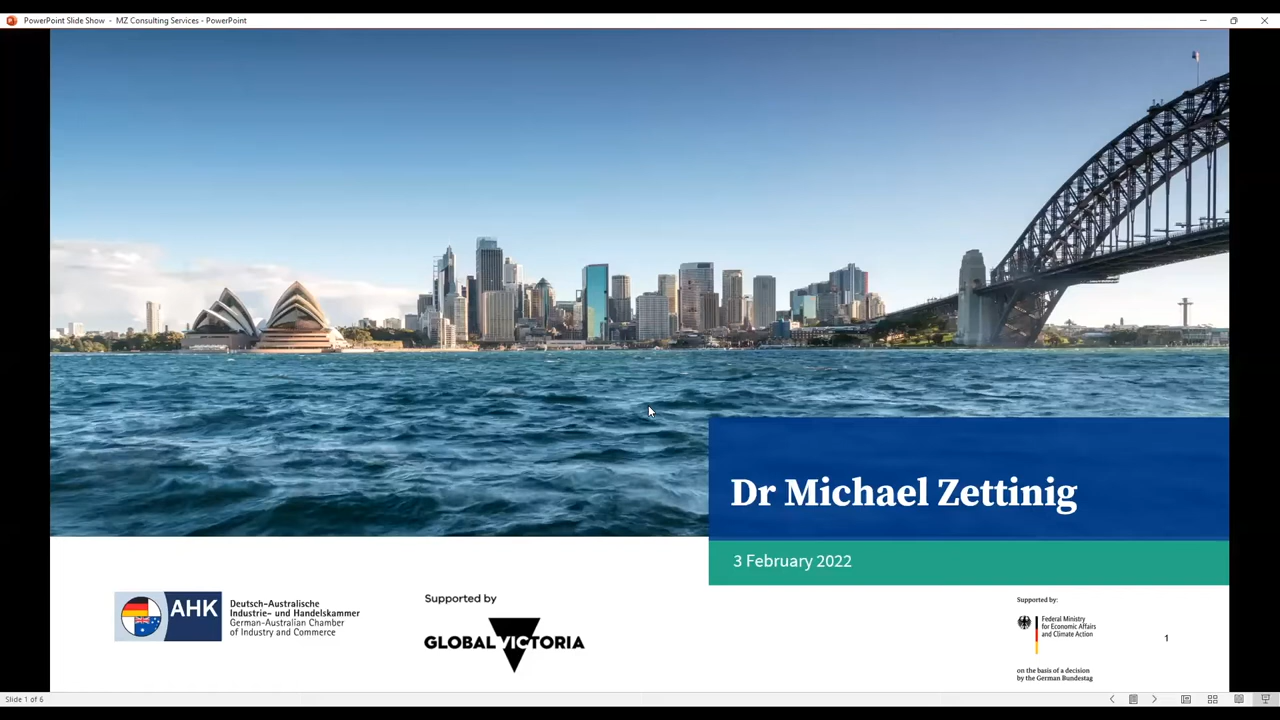 PowerPoint Slide Show - MZ Consulting Services - PowerPoint
Dr Michael Zettinig
3 February 2022
AHK
Deutsch-Australische
Industrie- und Handelskammer
German-Australian Chamber
of Industry and Commerce
Supported by
GLOBAL VICTORIA
Supported by:
Federal Ministry
for Economic Affairs
and Climate Action
on the basis of a decision
by the German Bundestag
1
Slide 1 of 6